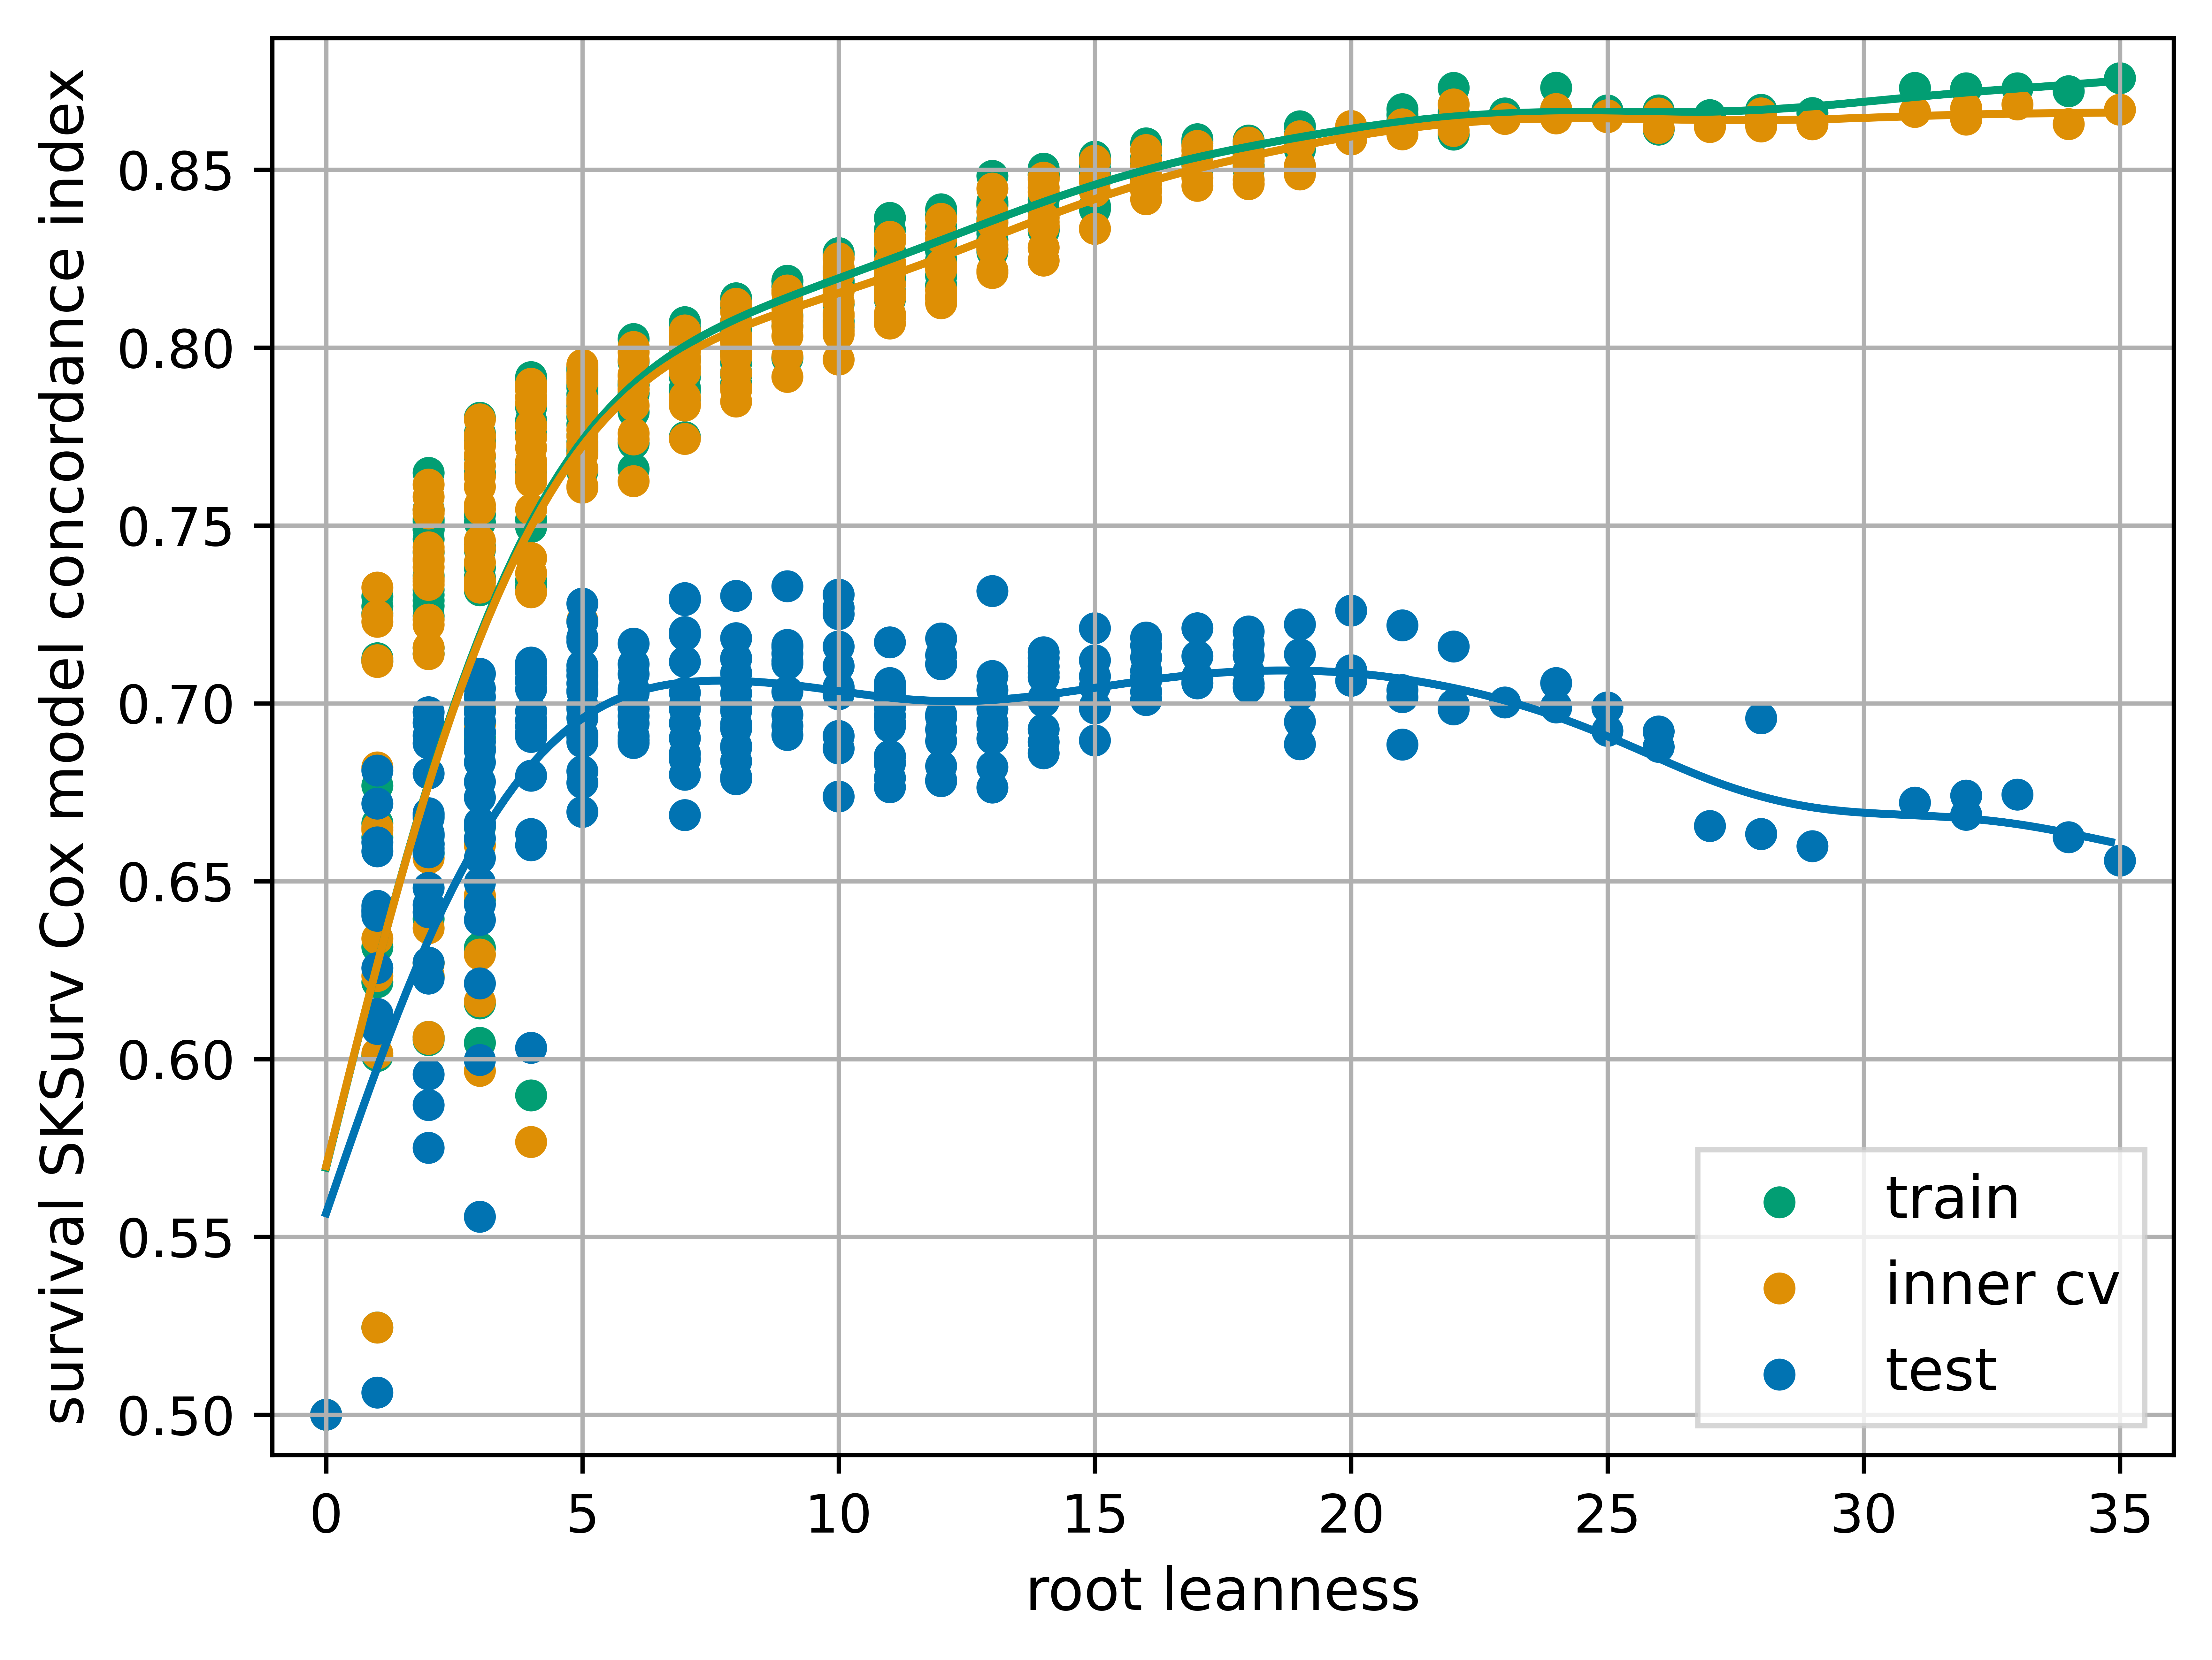 survival SKSurv Cox model concordance index
0.85
0.80
0.75
0.70
0.65
0.60
0.55
0.50
train
inner cv
test
0 5 10 15 20 25 30 35
root leanness